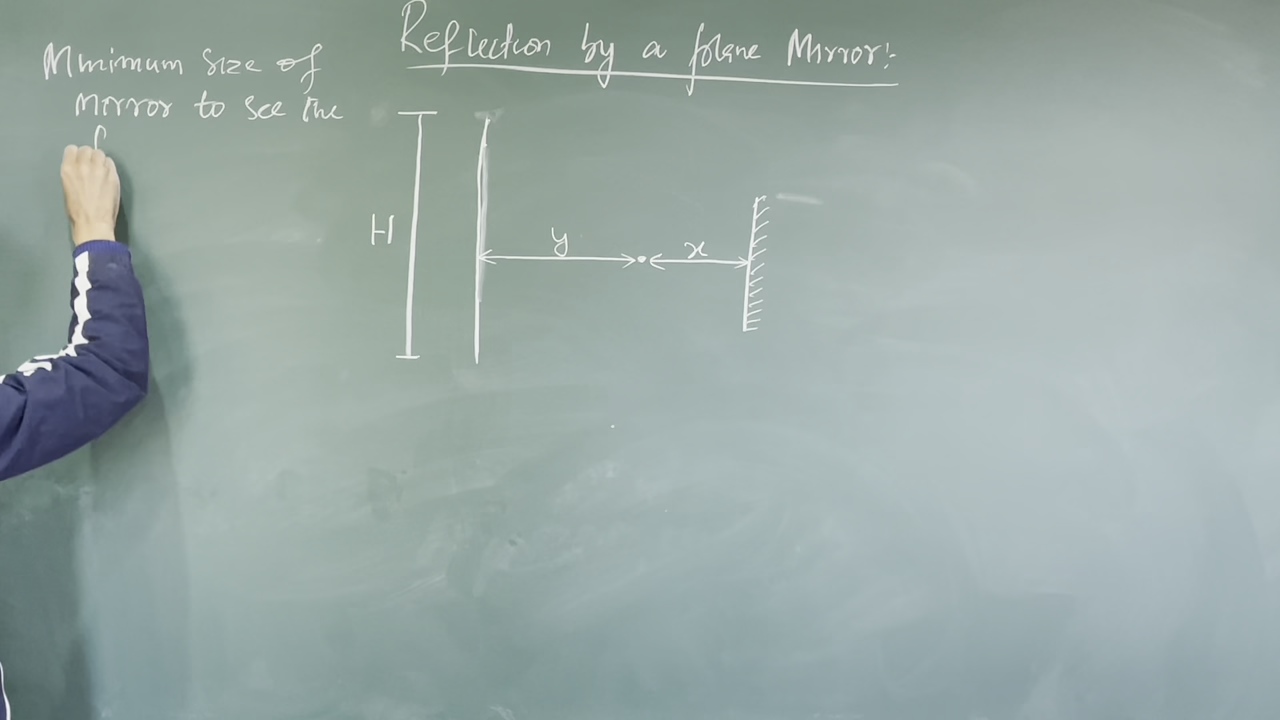 Reflection by a plane Mirror:
Minimum size of
Mirror to see the
f
H
y
x